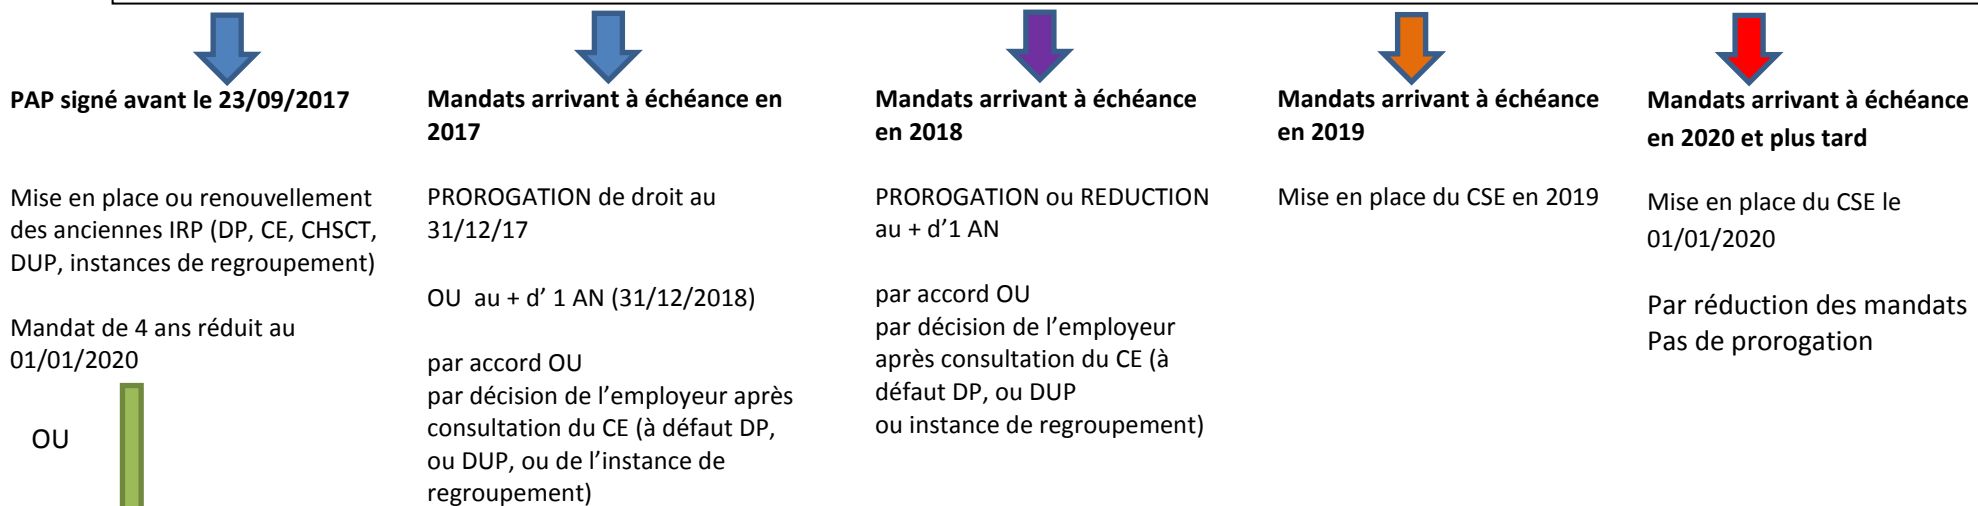 PAP signé avant le 23/09/2017
Mise en place ou renouvellement
des anciennes IRP (DP, CE, CHSCT,
DUP, instances de regroupement)
Mandat de 4 ans réduit au
01/01/2020
OU
Mandats arrivant à échéance en
2017
PROROGATION de droit au
31/12/17
OU au + d' 1 AN (31/12/2018)
par accord OU
par décision de l'employeur après
consultation du CE (à défaut DP,
ou DUP, ou de l'instance de
regroupement)
Mandats arrivant à échéance
en 2018
PROROGATION ou REDUCTION
au + d'1 AN
par accord OU
par décision de l'employeur
après consultation du CE (à
défaut DP, ou DUP
ou instance de regroupement)
Mandats arrivant à échéance
en 2019
Mise en place du CSE en 2019
Mandats arrivant à échéance
en 2020 et plus tard
Mise en place du CSE le
01/01/2020
Par réduction des mandats
Pas de prorogation